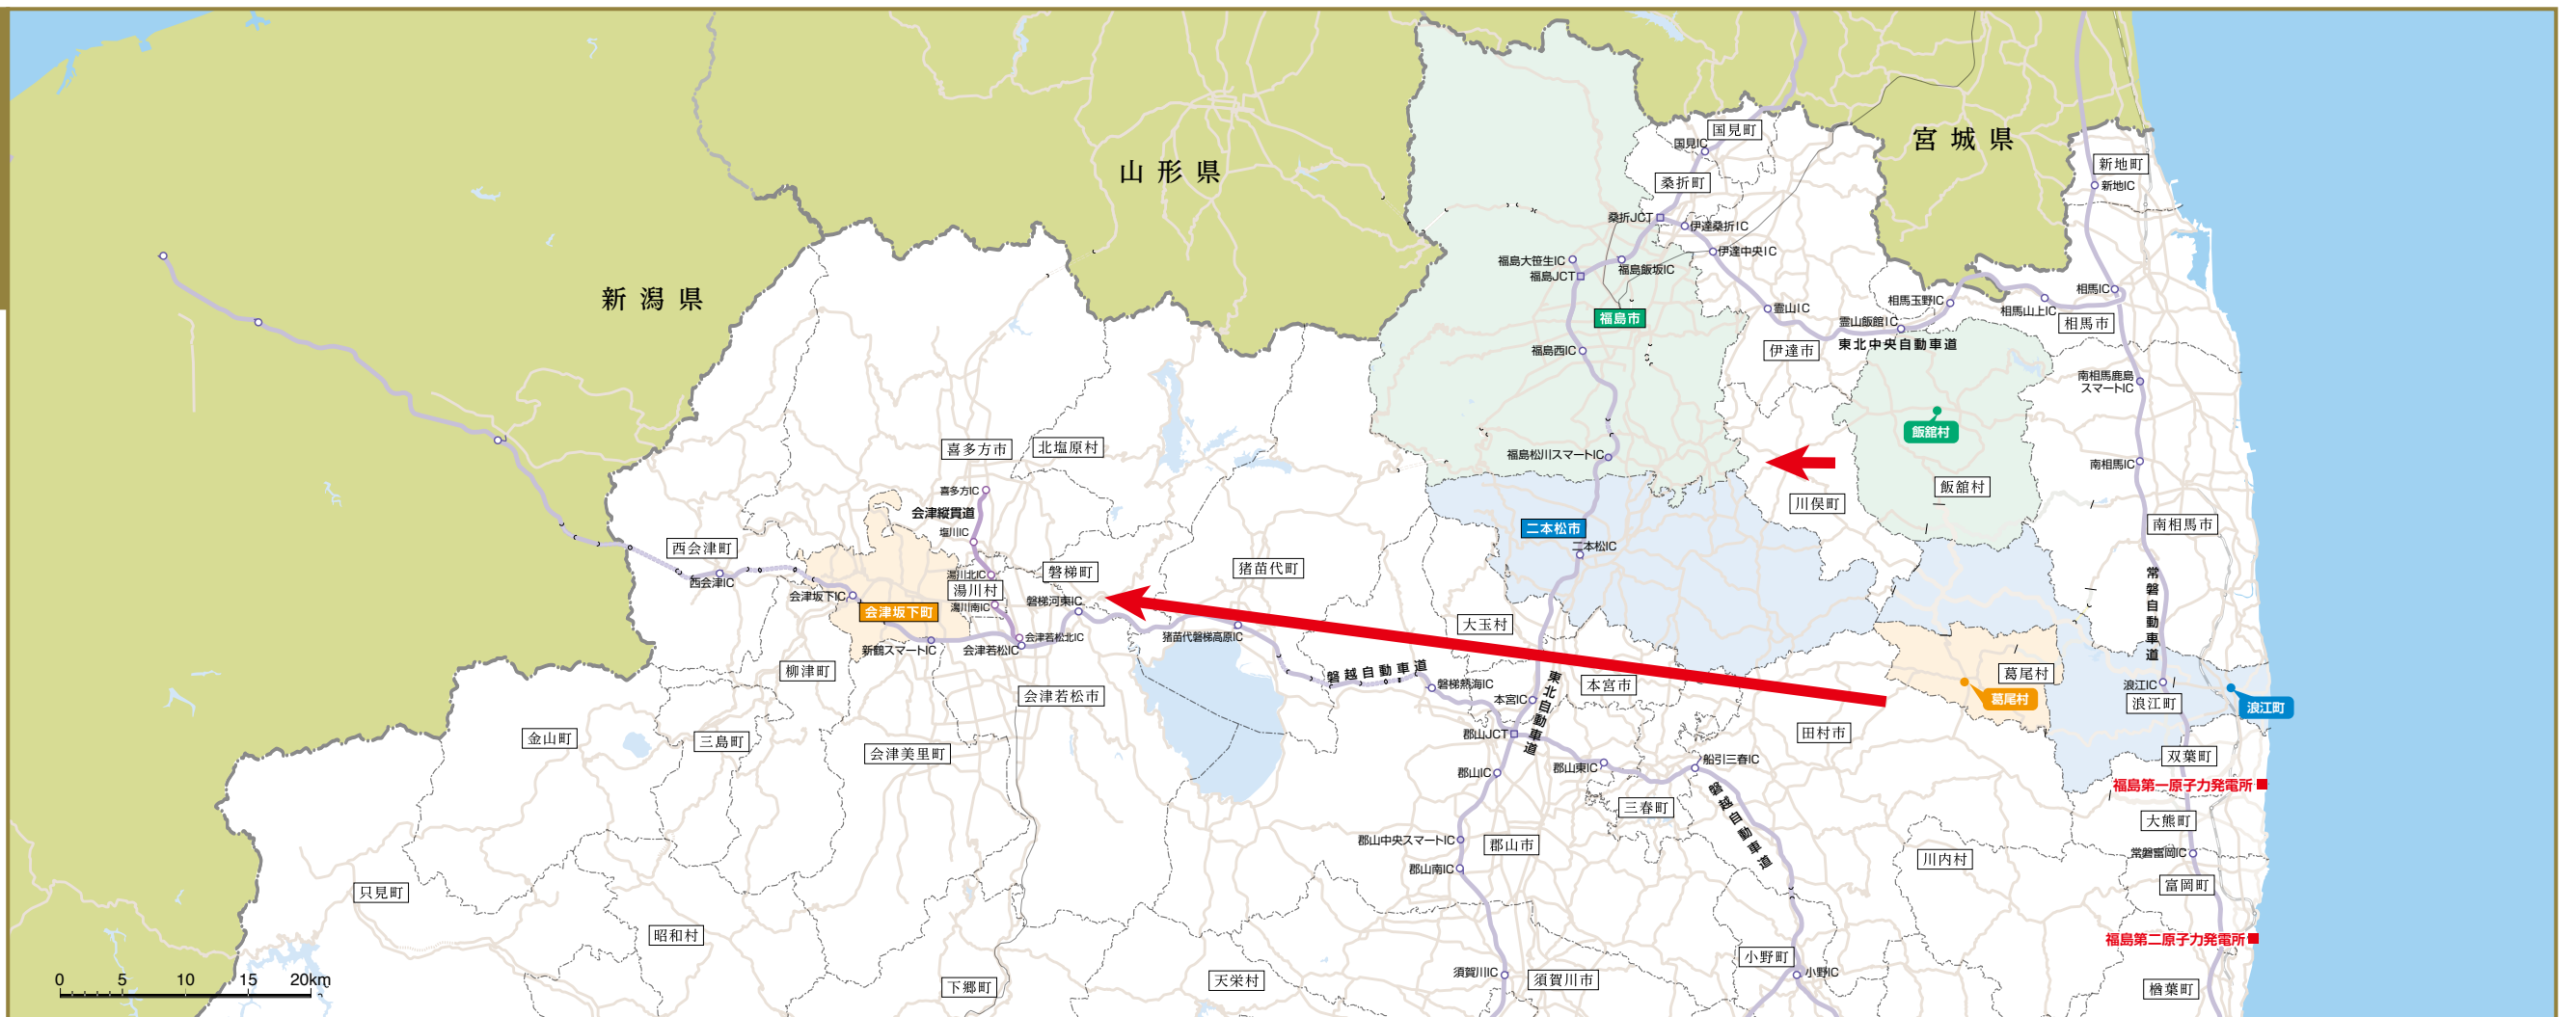 山形県
宮城県
新潟県
国見町
国見IC
桑折町
新地町
新地IC
桑折JCT
伊達桑折IC
伊達中央IC
福島大笹生IC
福島飯坂IC
福島JCT
福島市
霊山IC
相馬玉野IC
相馬IC
相馬山上IC
霊山飯館IC
相馬市
東北中央自動車道
伊達市
福島西IC
南相馬鹿島
スマートIC
飯舘村
喜多方市
北塩原村
福島松川スマートIC
南相馬IC
喜多方IC
飯舘村
川俣町
会津縦貫道
塩川IC
二本松市
二本松IC
南相馬市
西会津町
西会津IC
湯川北IC
磐梯町
猪苗代町
常磐自動車道
会津坂下IC
湯川村
湯川南IC
磐梯河東IC
会津坂下町
大玉村
猪苗代磐梯高原IC
会津若松北IC
新鶴スマートIC
会津若松IC
柳津町
磐越自動車道
磐梯熱海IC
葛尾村
浪江IC
葛尾村
浪江町
浪江町
会津若松市
本宮IC
東北自動車道
本宮市
金山町
三島町
会津美里町
郡山JCT
田村市
双葉町
郡山IC
郡山東IC
船引三春IC
福島第一原子力発電所
三春町
磐越自動車道
大熊町
郡山中央スマートIC
郡山市
常磐富岡IC
郡山南IC
川内村
只見町
富岡町
昭和村
福島第二原子力発電所
小野町
小野IC
0 5 10 15 20km
下郷町
天栄村
須賀川IC
須賀川市
楢葉町